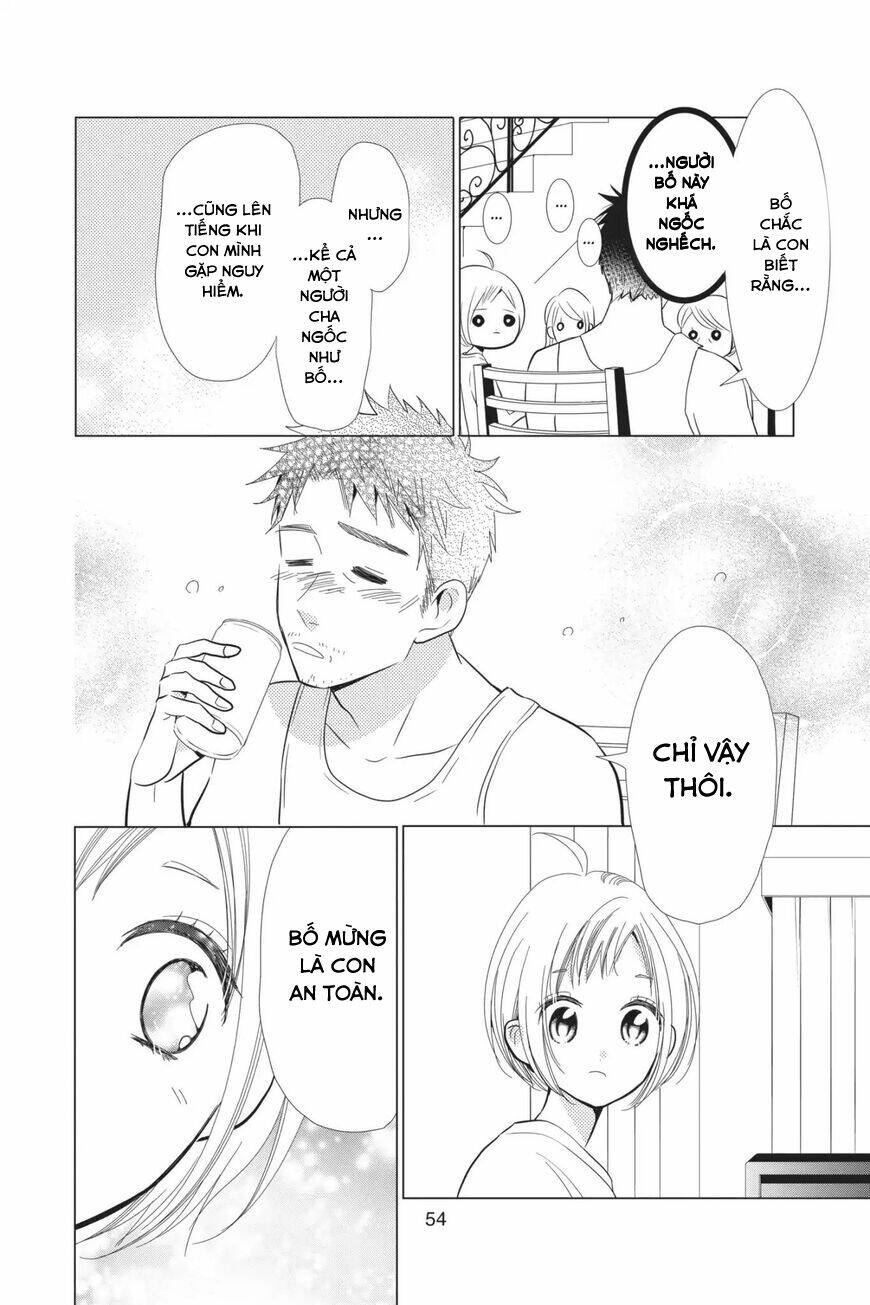 BỐ
CHẮC
LÀ CON
BIẾT
RẰNG...
...NGƯỜI
BỐ NÀY
KHÁ
NGỐC
NGHẾCH.
...
...
...
NHƯNG
...
...KỂ CẢ
MỘT
NGƯỜI
CHA
NGỐC
NHƯ
BỐ...
...CŨNG LÊN
TIẾNG KHI
CON MÌNH
GẶP NGUY
HIỂM.
CHỈ VẬY
THÔI.
BỐ MỪNG
LÀ CON
AN TOÀN.
54